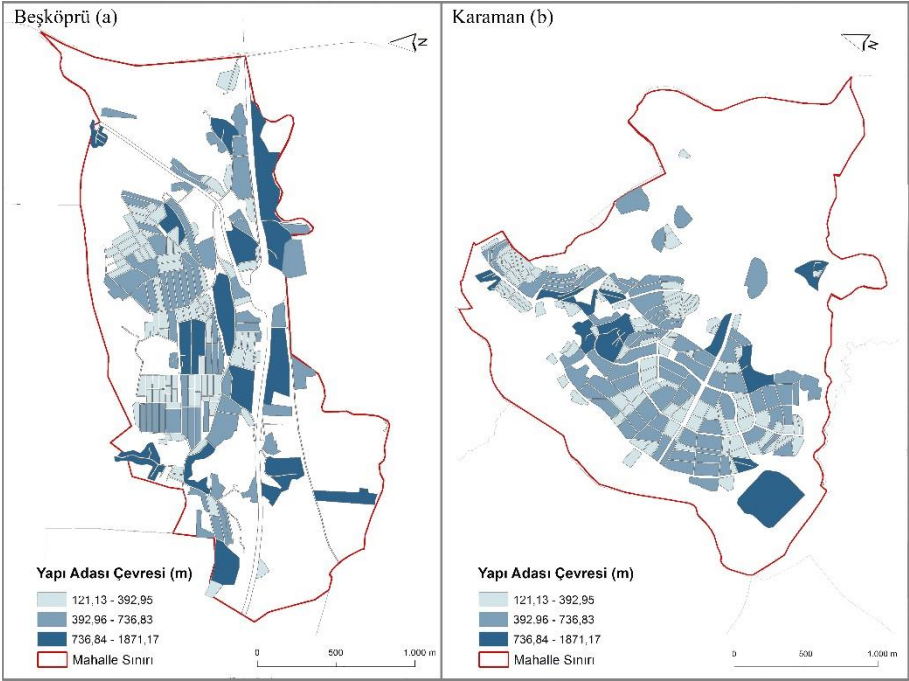 Beşköprü (a)
N
Yapı Adası Çevresi (m)
121,13 - 392,95
392,96 - 736,83
736,84 - 1871,17
Mahalle Sınırı
0 500 1.000 m
Karaman (b)
N
Yapı Adası Çevresi (m)
121,13 - 392,95
392,96 - 736,83
736,84 - 1871,17
Mahalle Sınırı
0 500 1.000 m